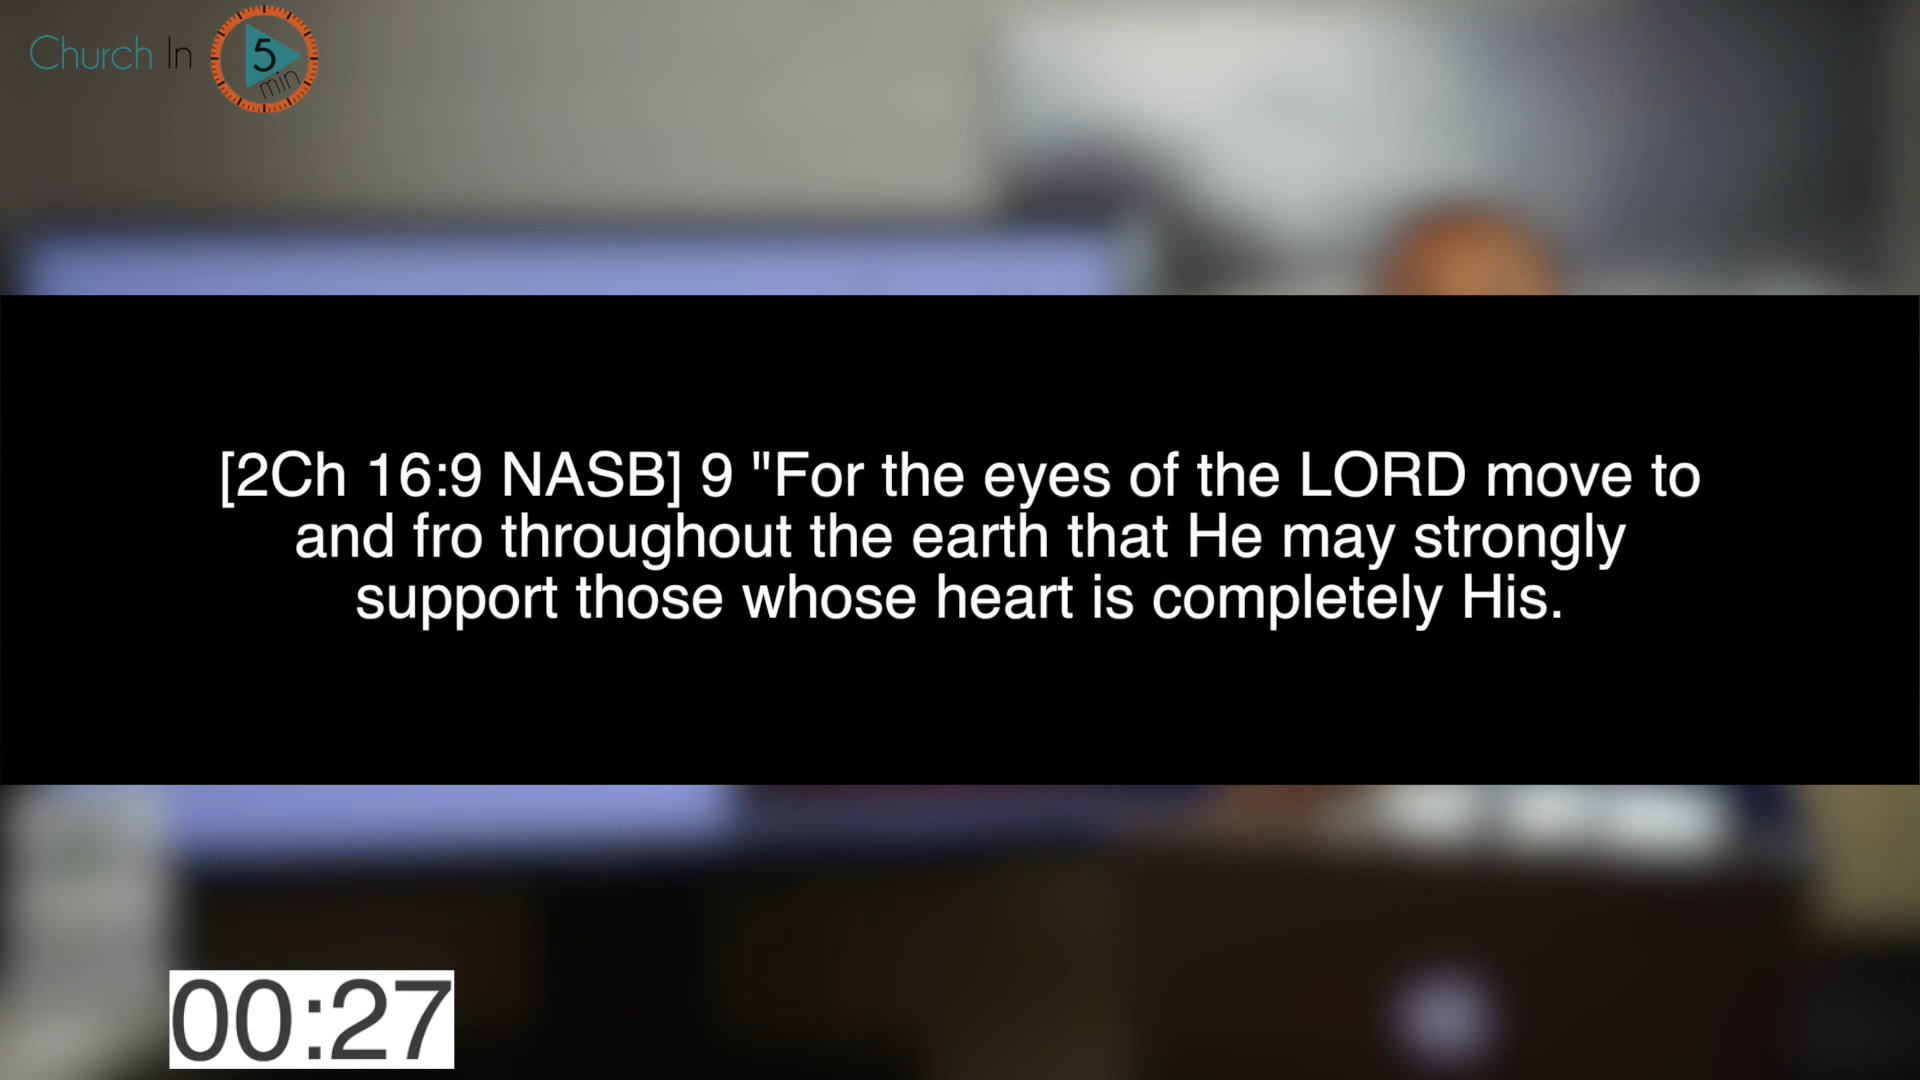 Church In 5 min
[2Ch 16:9 NASB] 9 "For the eyes of the LORD move to
and fro throughout the earth that He may strongly
support those whose heart is completely His.
00:27